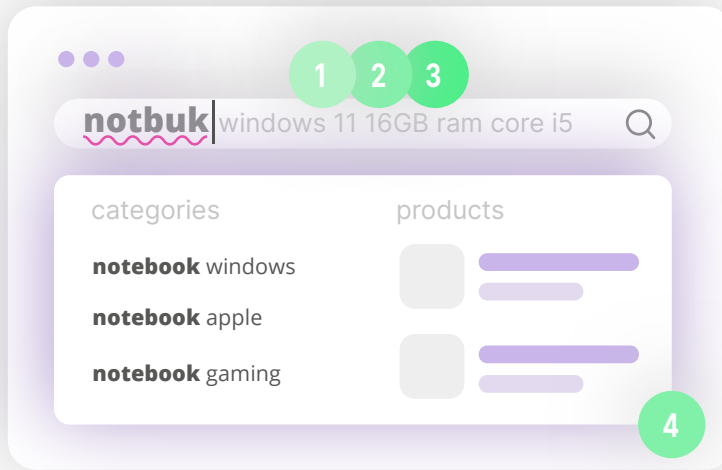 1 2 3
notbuk windows 11 16GB ram core i5
categories
products
notebook windows
notebook apple
notebook gaming
4